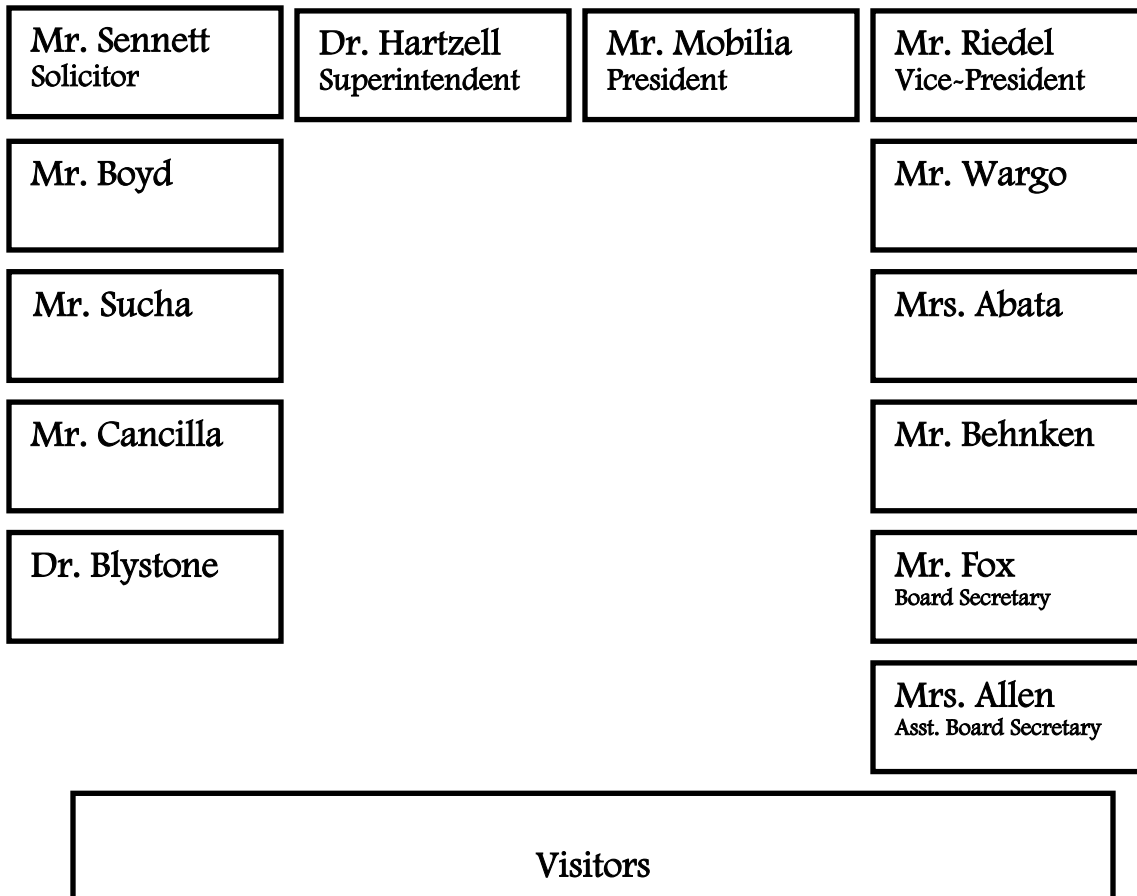 Mr. Sennett
Solicitor
Dr. Hartzell
Superintendent
Mr. Mobilia
President
Mr. Riedel
Vice-President
Mr. Boyd
Mr. Wargo
Mr. Sucha
Mrs. Abata
Mr. Cancilla
Mr. Behnken
Dr. Blystone
Mr. Fox
Board Secretary
Mrs. Allen
Asst. Board Secretary
Visitors